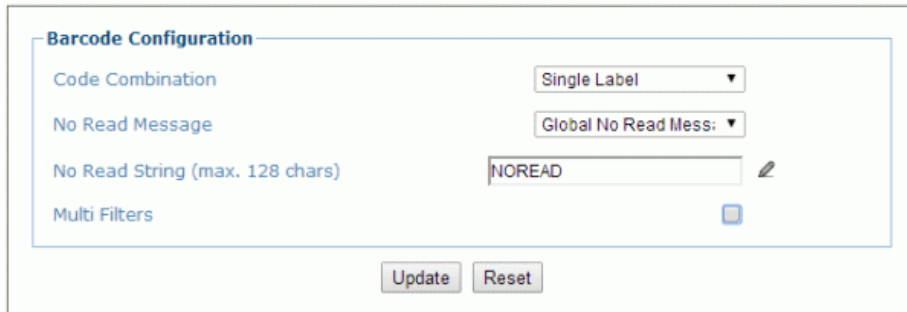 Barcode Configuration
Code Combination Single Label
No Read Message Global No Read Mess
No Read String (max. 128 chars) NOREAD
Multi Filters
Update Reset